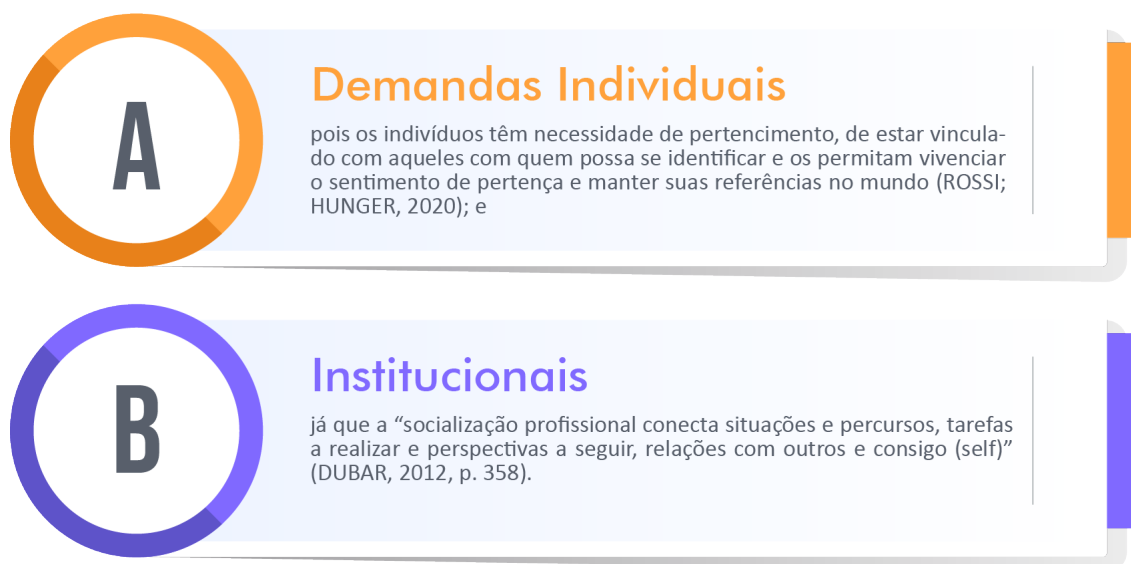 A
Demandas Individuais
pois os indivíduos têm necessidade de pertencimento, de estar vincula-
do com aqueles com quem possa se identificar e os permitam vivenciar
o sentimento de pertença e manter suas referências no mundo (ROSSI;
HUNGER, 2020); e
B
Institucionais
já que a “socialização profissional conecta situações e percursos, tarefas
a realizar e perspectivas a seguir, relações com outros e consigo (self)”
(DUBAR, 2012, p. 358).